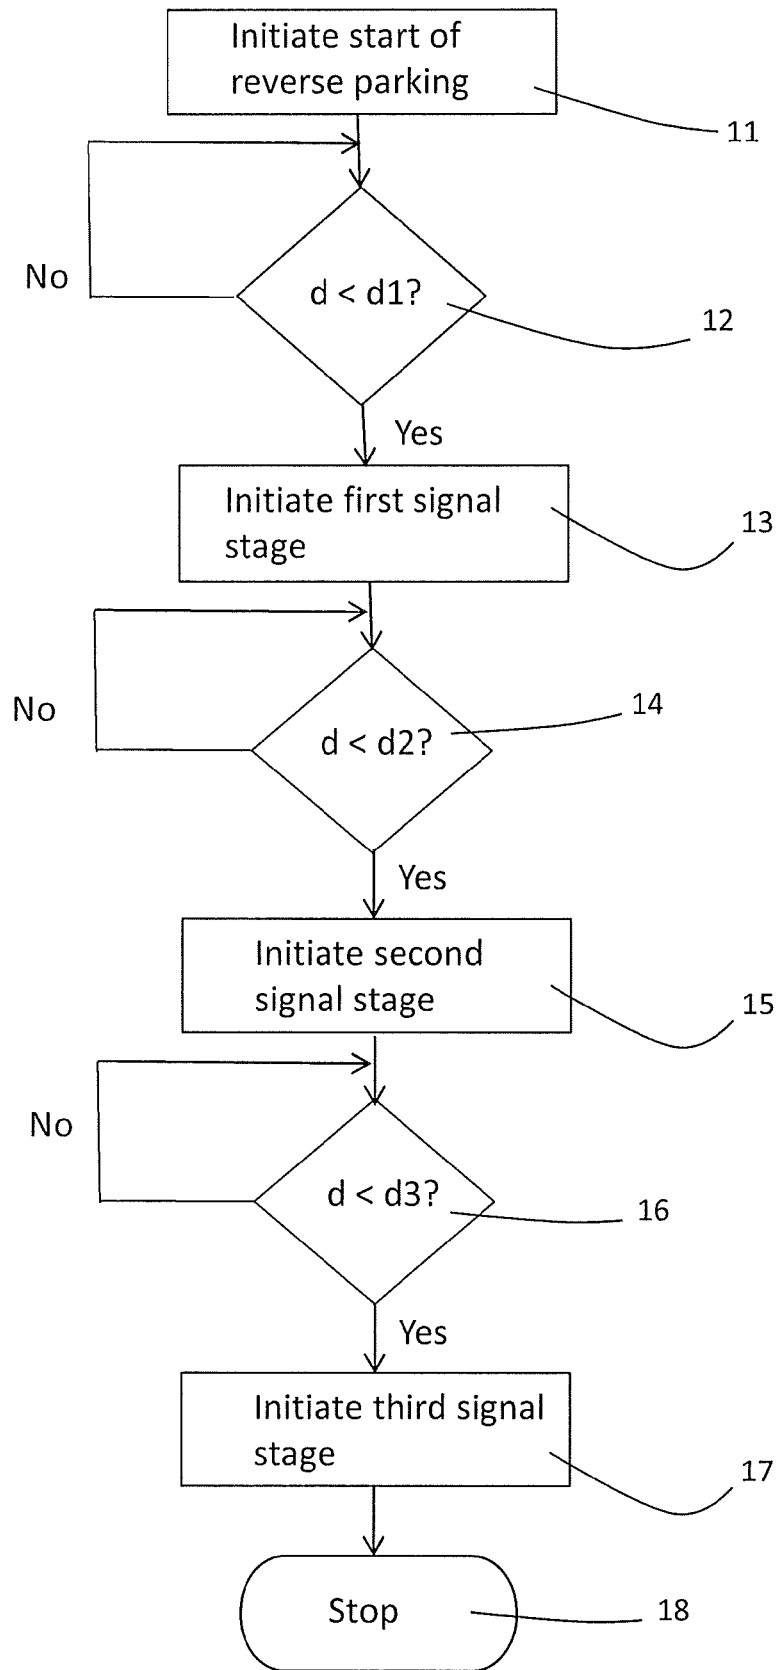 Initiate start of
reverse parking
11
No
d < d1?
12
Yes
Initiate first signal
stage
13
No
d < d2?
14
Yes
Initiate second
signal stage
15
No
d < d3?
16
Yes
Initiate third signal
stage
17
Stop
18